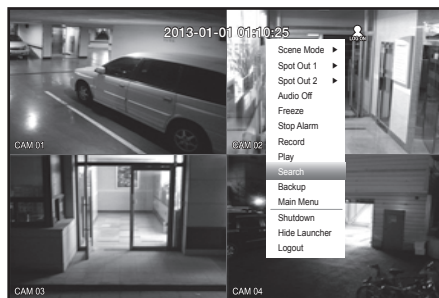 2013-01-01 01:10:25
LOG ON
Scene Mode
Spot Out 1
Spot Out 2
Audio Off
Freeze
Stop Alarm
Record
Play
Search
Backup
Main Menu
Shutdown
Hide Launcher
Logout
CAM 01
CAM 02
CAM 03
CAM 04